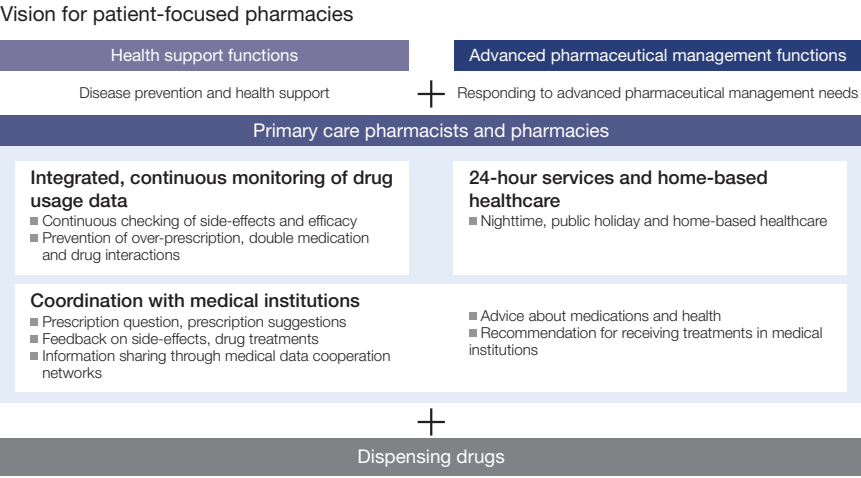 Vision for patient-focused pharmacies
Health support functions
Advanced pharmaceutical management functions
Disease prevention and health support
+
Responding to advanced pharmaceutical management needs
Primary care pharmacists and pharmacies
Integrated, continuous monitoring of drug
usage data
■ Continuous checking of side-effects and efficacy
■ Prevention of over-prescription, double medication
and drug interactions
24-hour services and home-based
healthcare
■ Nighttime, public holiday and home-based healthcare
Coordination with medical institutions
■ Prescription question, prescription suggestions
■ Feedback on side-effects, drug treatments
■ Information sharing through medical data cooperation
networks
■ Advice about medications and health
■ Recommendation for receiving treatments in medical
institutions
+
Dispensing drugs